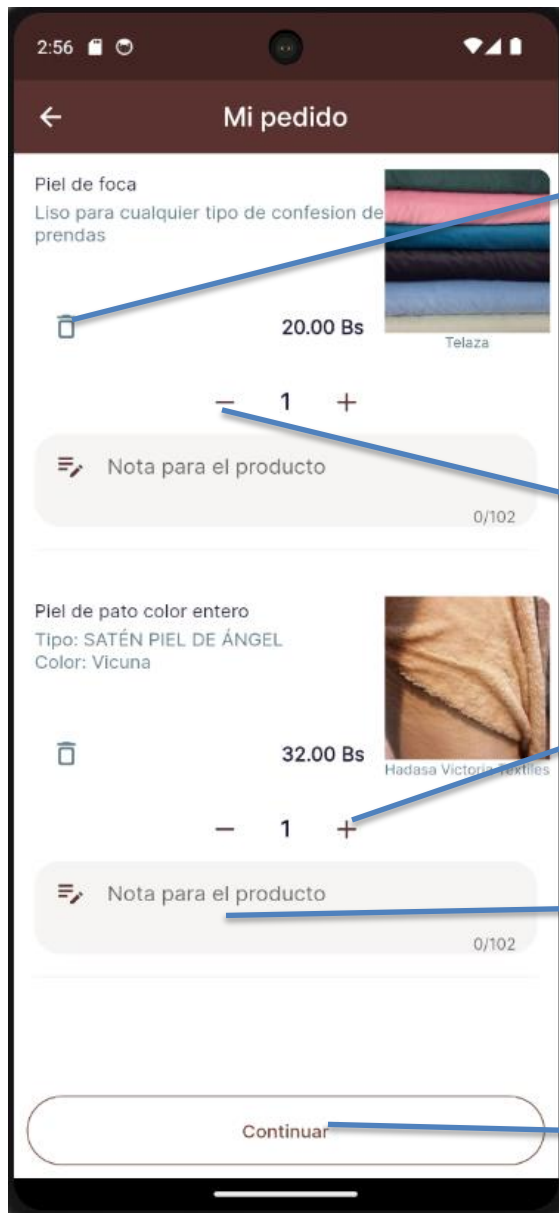 2:56
Mi pedido
Piel de foca
Liso para cualquier tipo de confesion de
prendas
20.00 Bs
Telaza
1
Nota para el producto
0/102
Piel de pato color entero
Tipo: SATÉN PIEL DE ÁNGEL
Color: Vicuna
32.00 Bs
Hadasa Victoria Textiles
1
Nota para el producto
0/102
Continuar